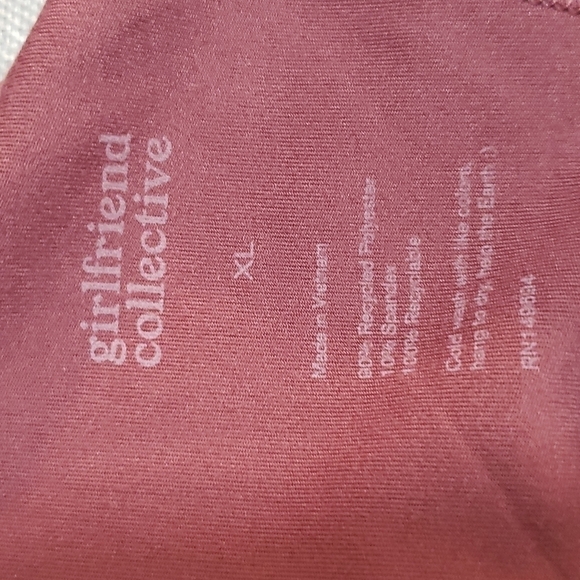 girlfriend
collective
XL
Made in Vietnam
90% Recycled Polyester
10% Spandex
100% Recyclable
Cold wash with like colors,
hang to dry, help the Earth :)